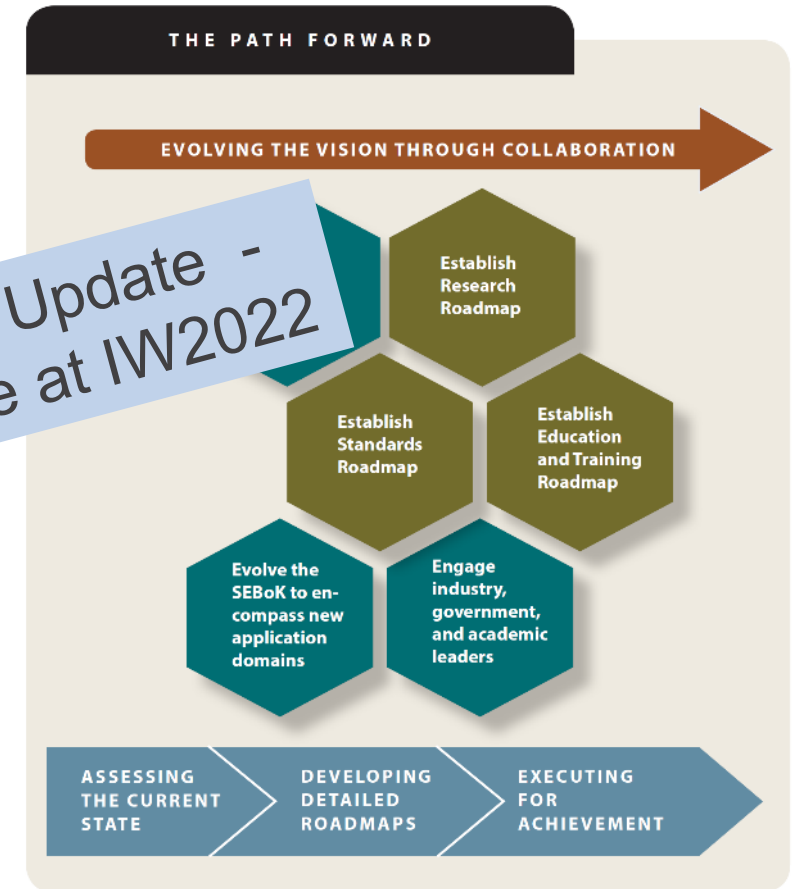 THE PATH FORWARD
EVOLVING THE VISION THROUGH COLLABORATION
Update -
at IW2022
Establish
Research
Roadmap
Establish
Standards
Roadmap
Establish
Education
and Training
Roadmap
Evolve the
SEBoK to en-
compass new
application
domains
Engage
industry,
government,
and academic
leaders
ASSESSING
THE CURRENT
STATE
DEVELOPING
DETAILED
ROADMAPS
EXECUTING
FOR
ACHIEVEMENT